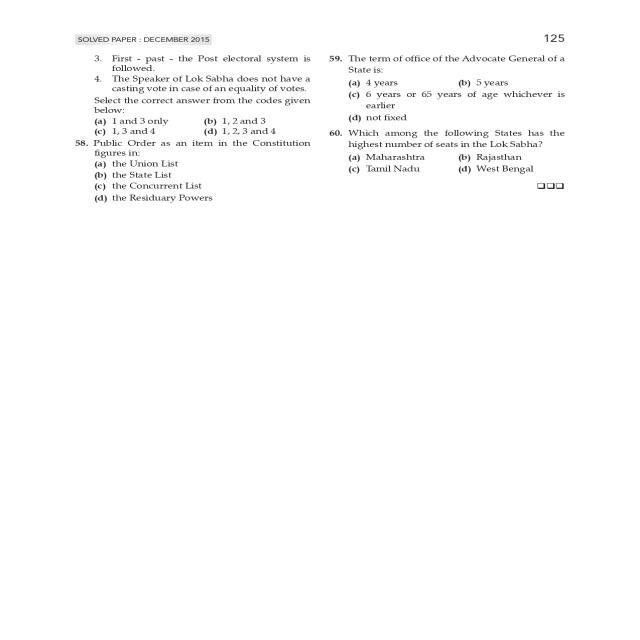 SOLVED PAPER : DECEMBER 2015
125
3. First - past - the Post electoral system is
followed.
4. The Speaker of Lok Sabha does not have a
casting vote in case of an equality of votes.
Select the correct answer from the codes given
below:
(a) 1 and 3 only (b) 1, 2 and 3
(c) 1, 3 and 4 (d) 1, 2, 3 and 4
58. Public Order as an item in the Constitution
figures in:
(a) the Union List
(b) the State List
(c) the Concurrent List
(d) the Residuary Powers
59. The term of office of the Advocate General of a
State is:
(a) 4 years (b) 5 years
(c) 6 years or 65 years of age whichever is
earlier
(d) not fixed
60. Which among the following States has the
highest number of seats in the Lok Sabha?
(a) Maharashtra (b) Rajasthan
(c) Tamil Nadu (d) West Bengal
❑❑❑